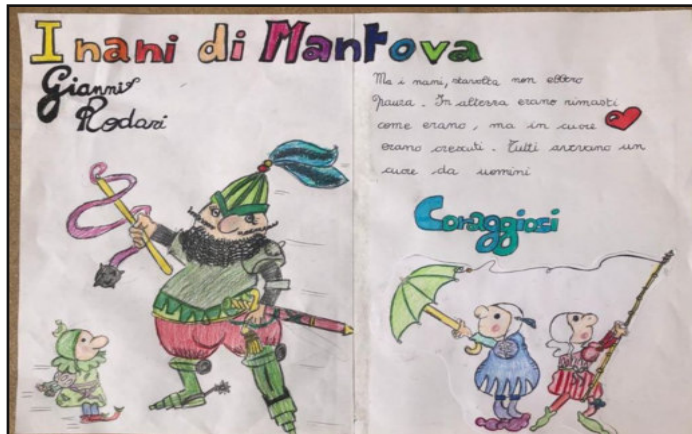 I nani di Mantova
Gianni
Rodari
Ma i nani, stavolta non ebbero
paura. In altezza erano rimasti
come erano, ma in cuore
erano cresciuti. Tutti avevano un
cuore da uomini
Coraggiosi